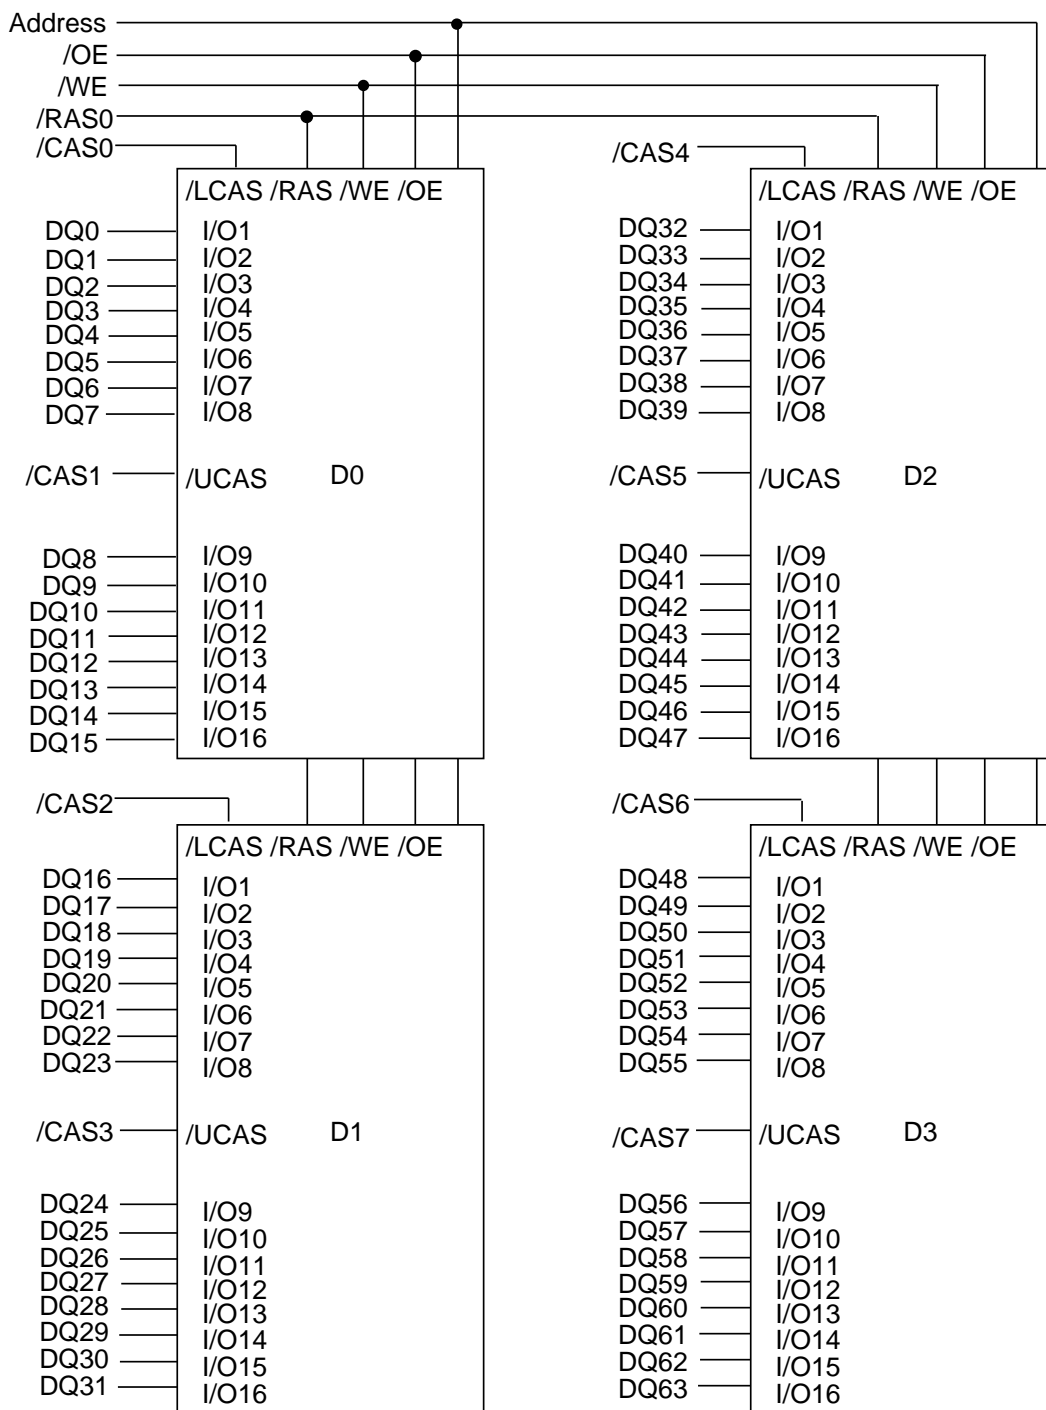 Address
/OE
/WE
/RAS0
/CAS0
/LCAS /RAS /WE /OE
DQ0 I/O1
DQ1 I/O2
DQ2 I/O3
DQ3 I/O4
DQ4 I/O5
DQ5 I/O6
DQ6 I/O7
DQ7 I/O8
/CAS1 /UCAS D0
DQ8 I/O9
DQ9 I/O10
DQ10 I/O11
DQ11 I/O12
DQ12 I/O13
DQ13 I/O14
DQ14 I/O15
DQ15 I/O16
/CAS2
/LCAS /RAS /WE /OE
DQ16 I/O1
DQ17 I/O2
DQ18 I/O3
DQ19 I/O4
DQ20 I/O5
DQ21 I/O6
DQ22 I/O7
DQ23 I/O8
/CAS3 /UCAS D1
DQ24 I/O9
DQ25 I/O10
DQ26 I/O11
DQ27 I/O12
DQ28 I/O13
DQ29 I/O14
DQ30 I/O15
DQ31 I/O16
/CAS4
/LCAS /RAS /WE /OE
DQ32 I/O1
DQ33 I/O2
DQ34 I/O3
DQ35 I/O4
DQ36 I/O5
DQ37 I/O6
DQ38 I/O7
DQ39 I/O8
/CAS5 /UCAS D2
DQ40 I/O9
DQ41 I/O10
DQ42 I/O11
DQ43 I/O12
DQ44 I/O13
DQ45 I/O14
DQ46 I/O15
DQ47 I/O16
/CAS6
/LCAS /RAS /WE /OE
DQ48 I/O1
DQ49 I/O2
DQ50 I/O3
DQ51 I/O4
DQ52 I/O5
DQ53 I/O6
DQ54 I/O7
DQ55 I/O8
/CAS7 /UCAS D3
DQ56 I/O9
DQ57 I/O10
DQ58 I/O11
DQ59 I/O12
DQ60 I/O13
DQ61 I/O14
DQ62 I/O15
DQ63 I/O16